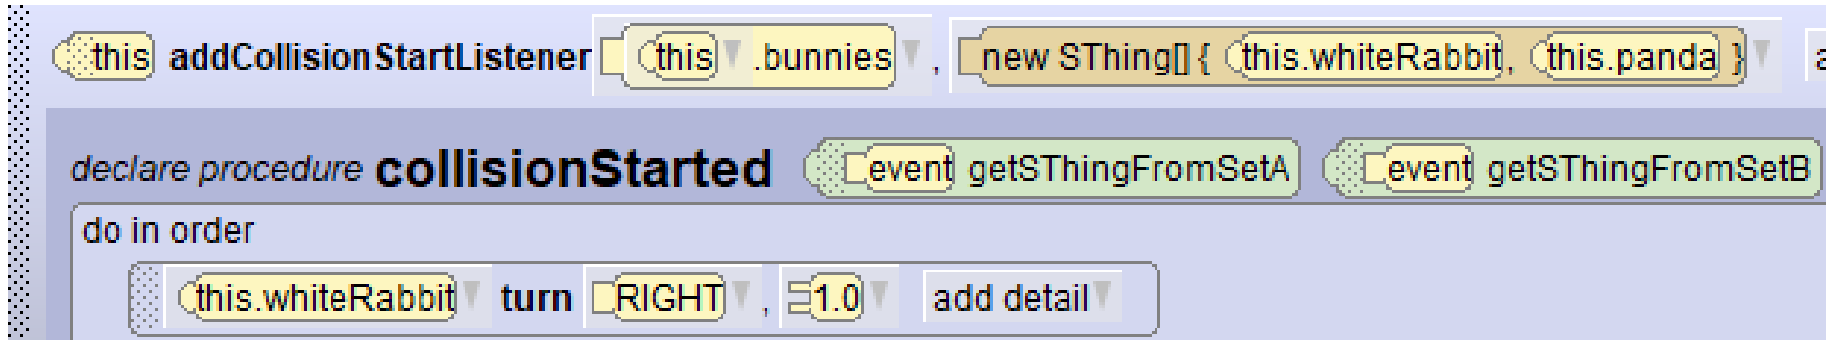 this addCollisionStartListener this .bunnies , new SThing[] { this.whiteRabbit, this.panda } a
declare procedure collisionStarted event getSThingFromSetA event getSThingFromSetB
do in order
this.whiteRabbit turn RIGHT , 1.0 add detail